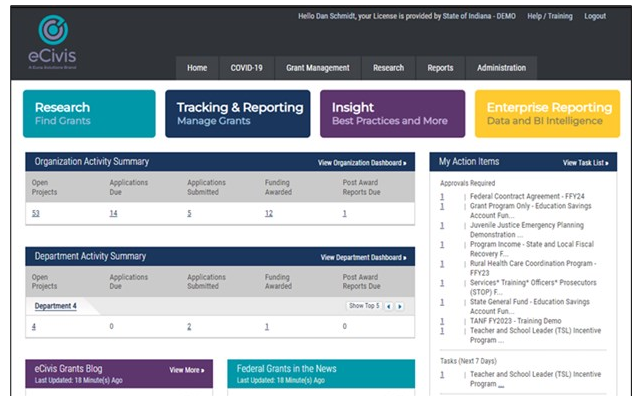 Hello Dan Schmidt, your License is provided by State of Indiana - DEMO Help / Training Logout
eCivis
Home COVID-19 Grant Management Research Reports Administration
Research
Find Grants
Tracking & Reporting
Manage Grants
Insight
Best Practices and More
Enterprise Reporting
Data and BI Intelligence
Organization Activity Summary View Organization Dashboard »
Open Projects Applications Due Applications Submitted Funding Awarded Post Award Reports Due
53 14 5 12 1
Department Activity Summary View Department Dashboard »
Open Projects Applications Due Applications Submitted Funding Awarded Post Award Reports Due
Department 4 Show Top 5
4 0 2 1 0
eCivis Grants Blog View More »
Last Updated: 18 Minute(s) Ago
Federal Grants in the News
Last Updated: 18 Minute(s) Ago
My Action Items View Task List »
Approvals Required
1 | Federal Coontract Agreement - FFY24
1 | Grant Program Only - Education Savings
Account Fun...
1 | Juvenile Justice Emergency Planning
Demonstration ...
1 | Program Income - State and Local Fiscal
Recovery F...
1 | Rural Health Care Coordination Program -
FFY23
1 | Services* Training* Officers* Prosecutors
(STOP) F...
1 | State General Fund - Education Savings
Account Fun...
1 | TANF FY2023 - Training Demo
1 | Teacher and School Leader (TSL) Incentive
Program ...
Tasks (Next 7 Days)
1 | Teacher and School Leader (TSL) Incentive
Program ...